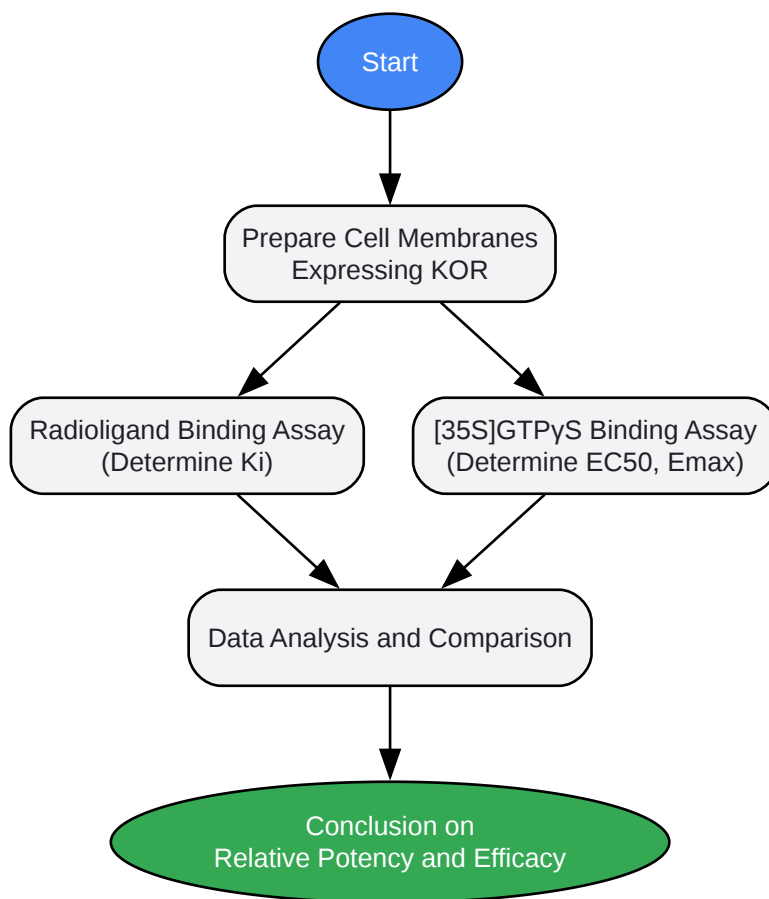 Start
Prepare Cell Membranes
Expressing KOR
Radioligand Binding Assay
(Determine Ki)
[35S]GTPγS Binding Assay
(Determine EC50, Emax)
Data Analysis and Comparison
Conclusion on
Relative Potency and Efficacy